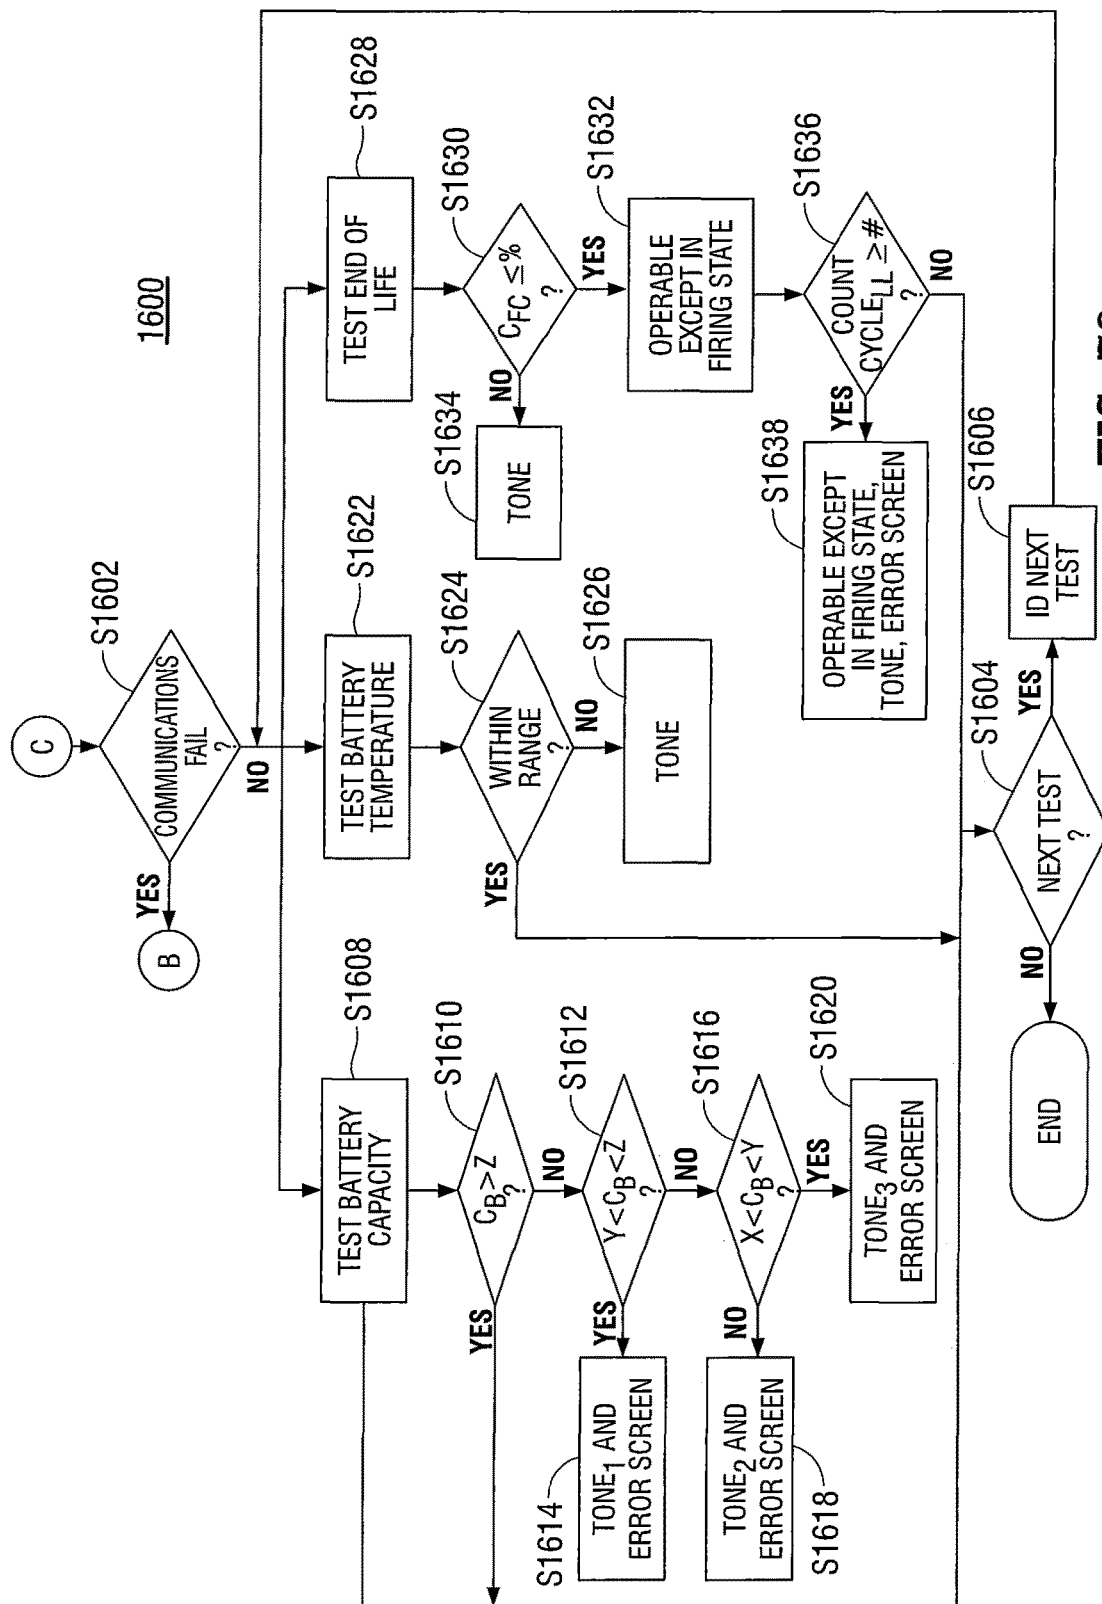 1600
C
COMMUNICATIONS
FAIL
?
S1602
YES
B
NO
TEST BATTERY
CAPACITY
S1608
C_B>Z
?
S1610
YES
NO
Y<C_B<Z
?
S1612
YES
TONE_1 AND
ERROR SCREEN
S1614
NO
X<C_B<Y
?
S1616
NO
TONE_2 AND
ERROR SCREEN
S1618
YES
TONE_3 AND
ERROR SCREEN
S1620
TEST BATTERY
TEMPERATURE
S1622
WITHIN
RANGE
?
S1624
YES
NO
TONE
S1626
TEST END OF
LIFE
S1628
C_FC ≤%
?
S1630
NO
TONE
S1634
YES
OPERABLE
EXCEPT IN
FIRING STATE
S1632
COUNT
CYCLE_LL ≥#
?
S1636
YES
OPERABLE EXCEPT
IN FIRING STATE,
TONE, ERROR SCREEN
S1638
NO
NEXT TEST
?
S1604
YES
ID NEXT
TEST
S1606
NO
END